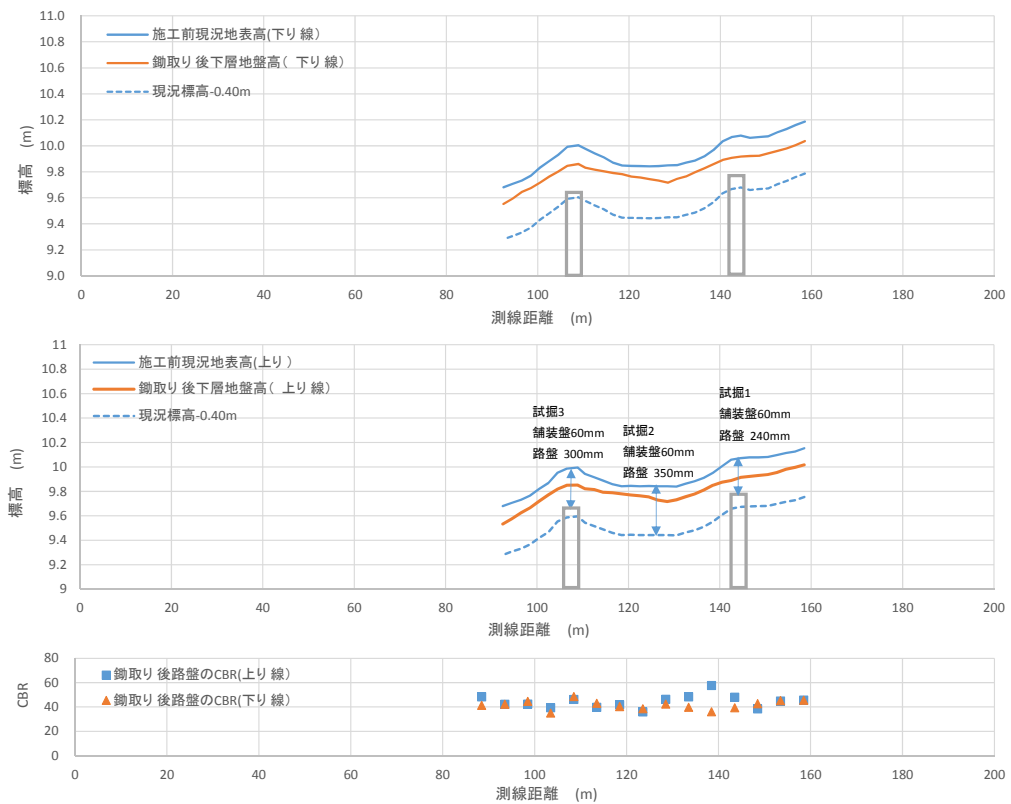 11.0
10.8
10.6
10.4
10.2
10.0
9.8
9.6
9.4
9.2
9.0
標高 (m)
施工前現況地表高(下り線)
鋤取り後下層地盤高( 下り線)
現況標高-0.40m
0 20 40 60 80 100 120 140 160 180 200
測線距離 (m)
11
10.8
10.6
10.4
10.2
10
9.8
9.6
9.4
9.2
9
標高 (m)
施工前現況地表高(上り)
鋤取り後下層地盤高( 上り線)
現況標高-0.40m
試掘3
舗装盤60mm
路盤 300mm
試掘2
舗装盤60mm
路盤 350mm
試掘1
舗装盤60mm
路盤 240mm
0 20 40 60 80 100 120 140 160 180 200
測線距離 (m)
80
60
40
20
0
CBR
鋤取り後路盤のCBR(上り線)
鋤取り後路盤のCBR(下り線)
0 20 40 60 80 100 120 140 160 180 200
測線距離 (m)